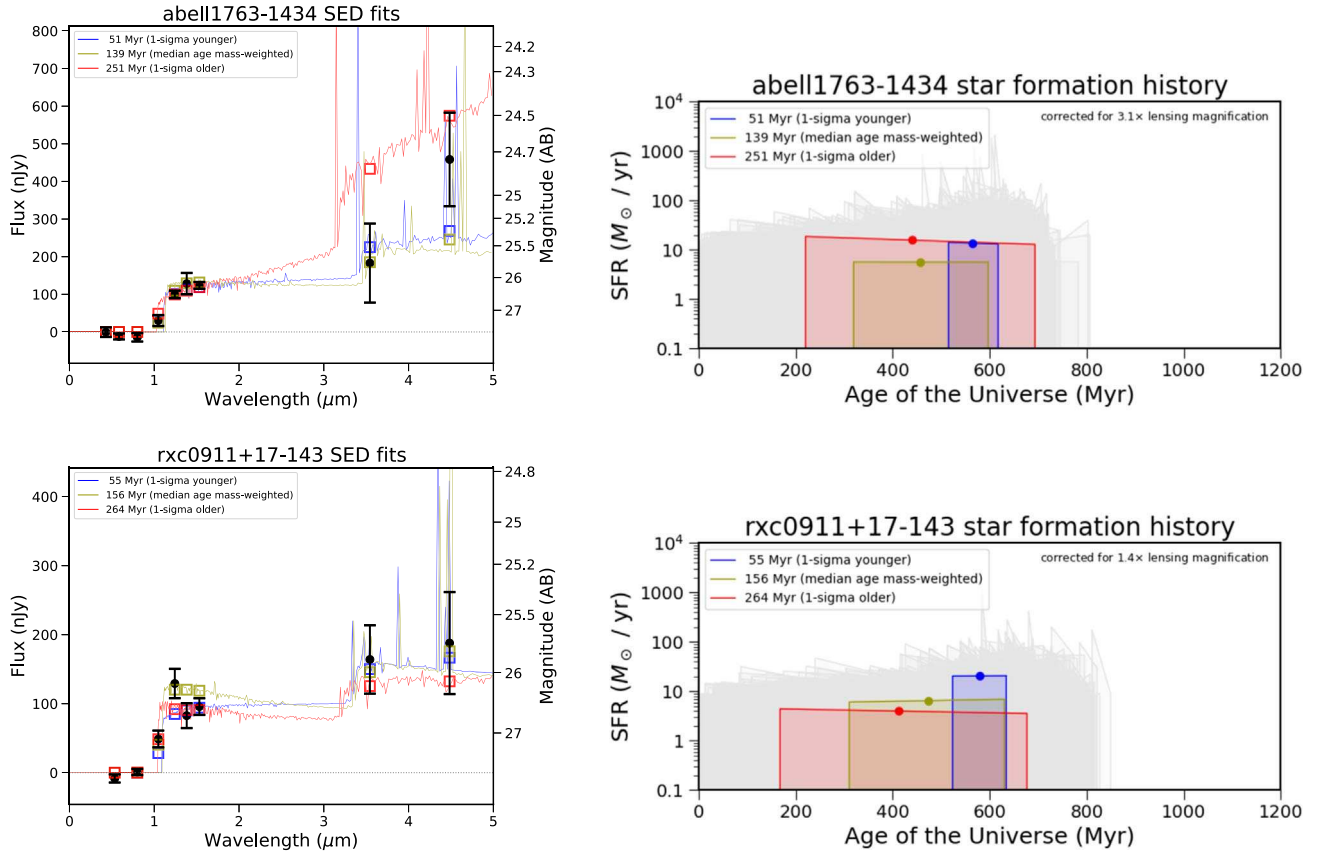 abell1763-1434 SED fits
51 Myr (1-sigma younger)
139 Myr (median age mass-weighted)
251 Myr (1-sigma older)
Flux (nJy)
800
700
600
500
400
300
200
100
0
24.2
24.3
24.5
24.7
25
25.2
25.5
26
27
Magnitude (AB)
0 1 2 3 4 5
Wavelength (μm)
abell1763-1434 star formation history
51 Myr (1-sigma younger)
139 Myr (median age mass-weighted)
251 Myr (1-sigma older)
corrected for 3.1× lensing magnification
SFR (M⊙ / yr)
10⁴
1000
100
10
1
0.1
0 200 400 600 800 1000 1200
Age of the Universe (Myr)
rxc0911+17-143 SED fits
55 Myr (1-sigma younger)
156 Myr (median age mass-weighted)
264 Myr (1-sigma older)
Flux (nJy)
400
300
200
100
0
24.8
25
25.2
25.5
26
27
Magnitude (AB)
0 1 2 3 4 5
Wavelength (μm)
rxc0911+17-143 star formation history
55 Myr (1-sigma younger)
156 Myr (median age mass-weighted)
264 Myr (1-sigma older)
corrected for 1.4× lensing magnification
SFR (M⊙ / yr)
10⁴
1000
100
10
1
0.1
0 200 400 600 800 1000 1200
Age of the Universe (Myr)